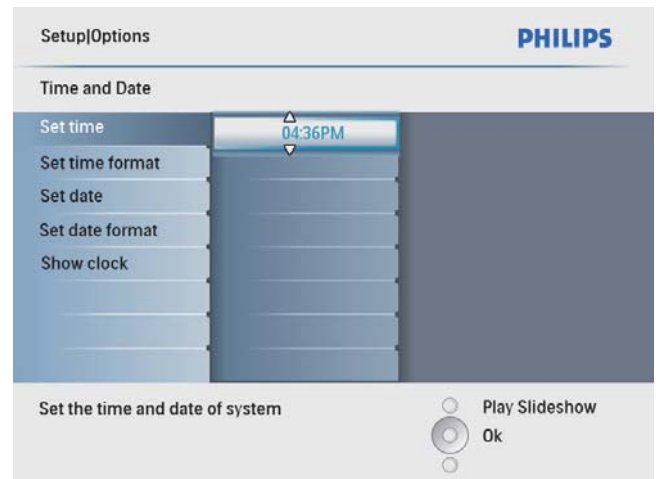 Setup|Options
PHILIPS
Time and Date
Set time
04:36PM
Set time format
Set date
Set date format
Show clock
Set the time and date of system
Play Slideshow
Ok